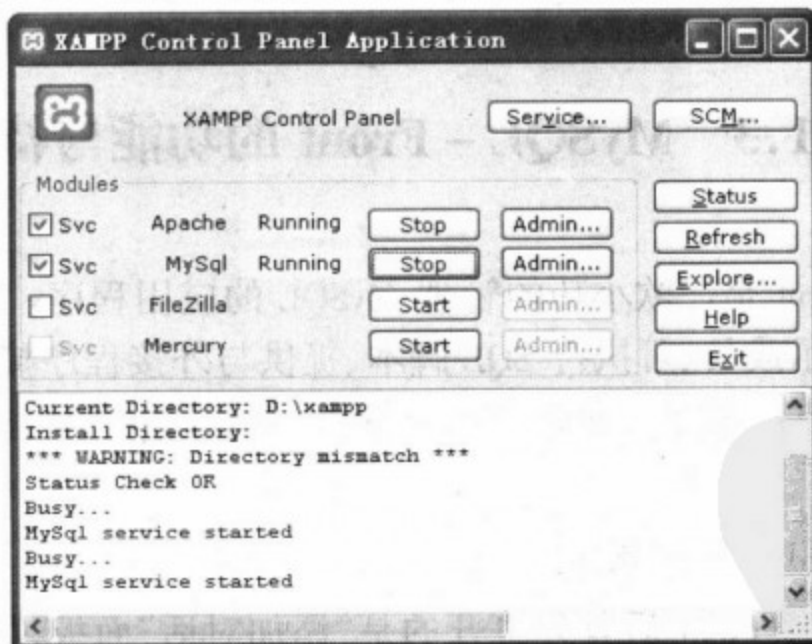 XAMPP Control Panel Application
XAMPP Control Panel
Service...
SCM...
Modules
Svc Apache Running Stop Admin...
Svc MySql Running Stop Admin...
Svc FileZilla Start Admin...
Svc Mercury Start Admin...
Status
Refresh
Explore...
Help
Exit
Current Directory: D:\xampp
Install Directory:
*** WARNING: Directory mismatch ***
Status Check OK
Busy...
MySql service started
Busy...
MySql service started